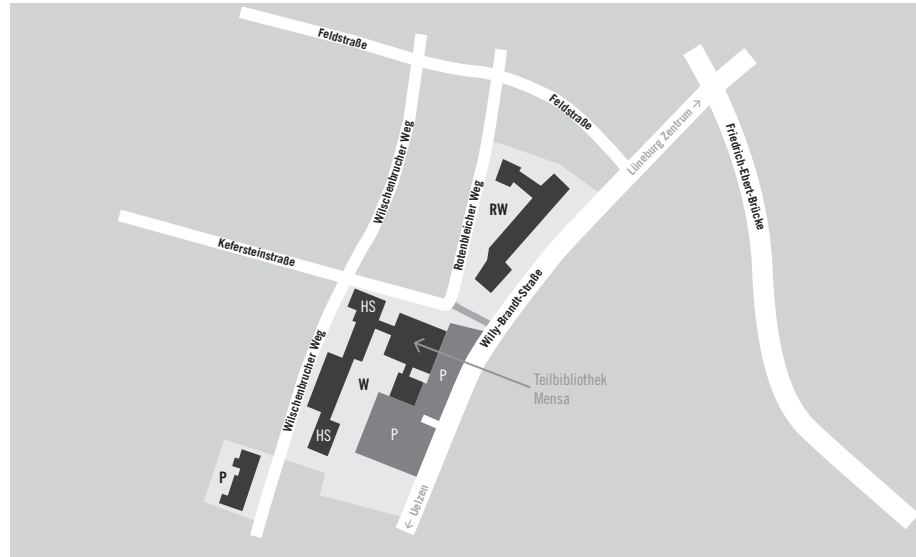 Feldstraße
Feldstraße
Wilschenbrucher Weg
Rotenbleicher Weg
Lüneburg Zentrum →
Friedrich-Ebert-Brücke
RW
Kefersteinstraße
Willy-Brandt-Straße
HS
Wilschenbrucher Weg
W
P
Teilbibliothek
Mensa
HS
P
P
← Uelzen